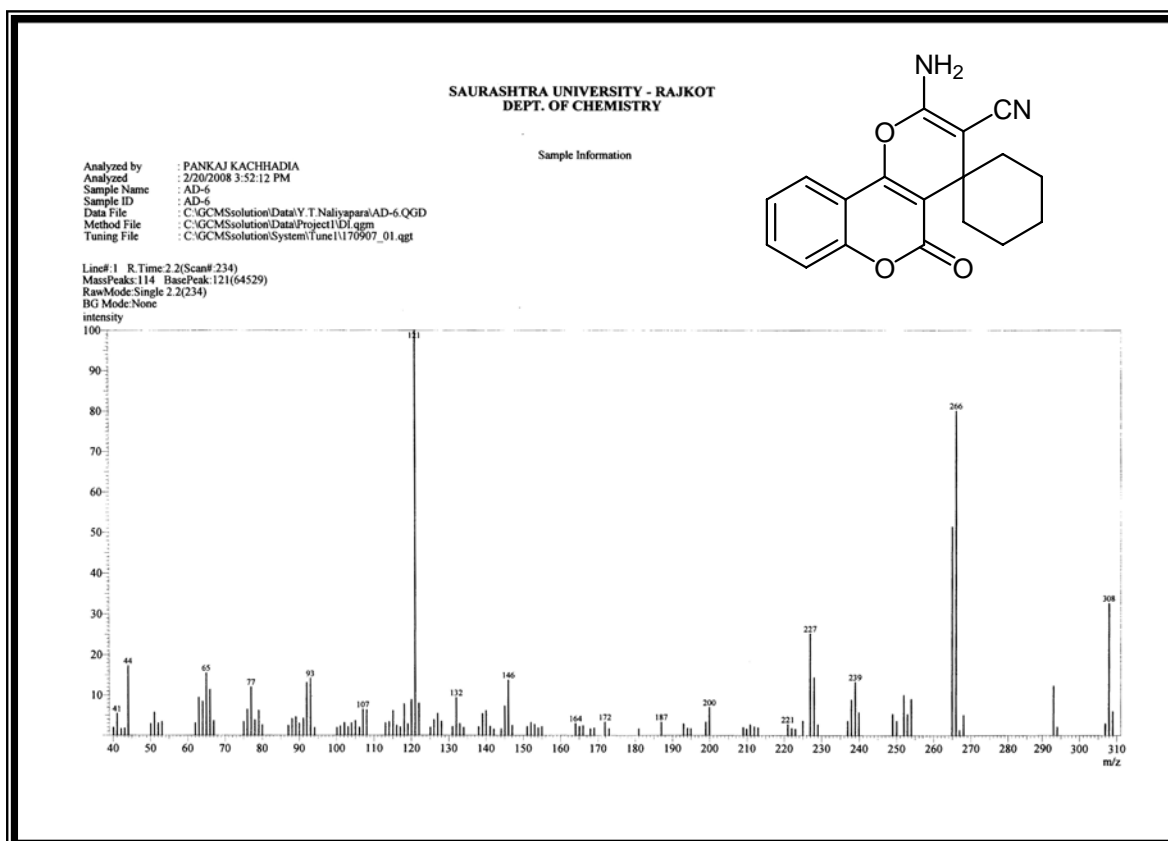 SAURASHTRA UNIVERSITY - RAJKOT
DEPT. OF CHEMISTRY
Sample Information
Analyzed by : PANKAJ KACHHADIA
Analyzed : 2/20/2008 3:52:12 PM
Sample Name : AD-6
Sample ID : AD-6
Data File : C:\GCMSsolution\Data\Y.T.Naliyapara\AD-6.QGD
Method File : C:\GCMSsolution\Data\Project1\DI.qgm
Tuning File : C:\GCMSsolution\System\Tune1\170907_01.qgt
Line#:1 R.Time:2.2(Scan#:234)
MassPeaks:114 BasePeak:121(64529)
RawMode:Single 2.2(234)
BG Mode:None
intensity
NH2
CN
O
O
O
100
90
80
70
60
50
40
30
20
10
41
44
65
77
93
107
121
132
146
164
172
187
200
221
227
239
266
308
40 50 60 70 80 90 100 110 120 130 140 150 160 170 180 190 200 210 220 230 240 250 260 270 280 290 300 310
m/z